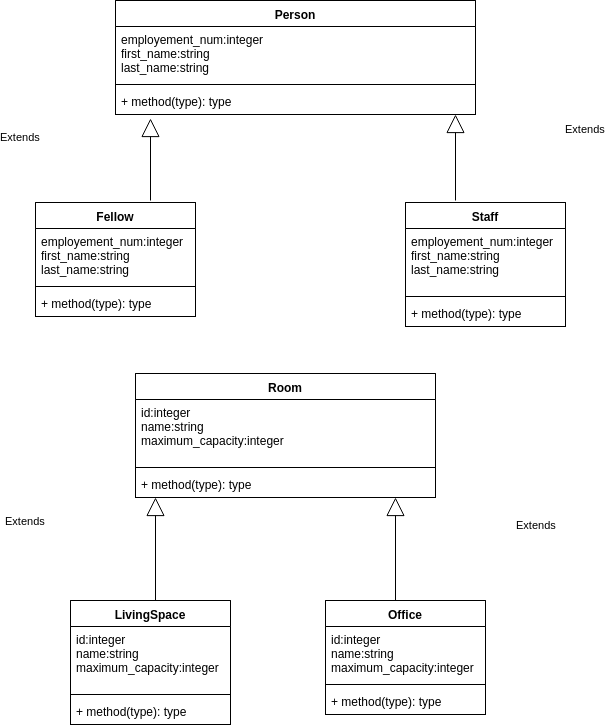 Person
employement_num:integer
first_name:string
last_name:string
+ method(type): type
Extends
Extends
Fellow
employement_num:integer
first_name:string
last_name:string
+ method(type): type
Staff
employement_num:integer
first_name:string
last_name:string
+ method(type): type
Room
id:integer
name:string
maximum_capacity:integer
+ method(type): type
Extends
Extends
LivingSpace
id:integer
name:string
maximum_capacity:integer
+ method(type): type
Office
id:integer
name:string
maximum_capacity:integer
+ method(type): type